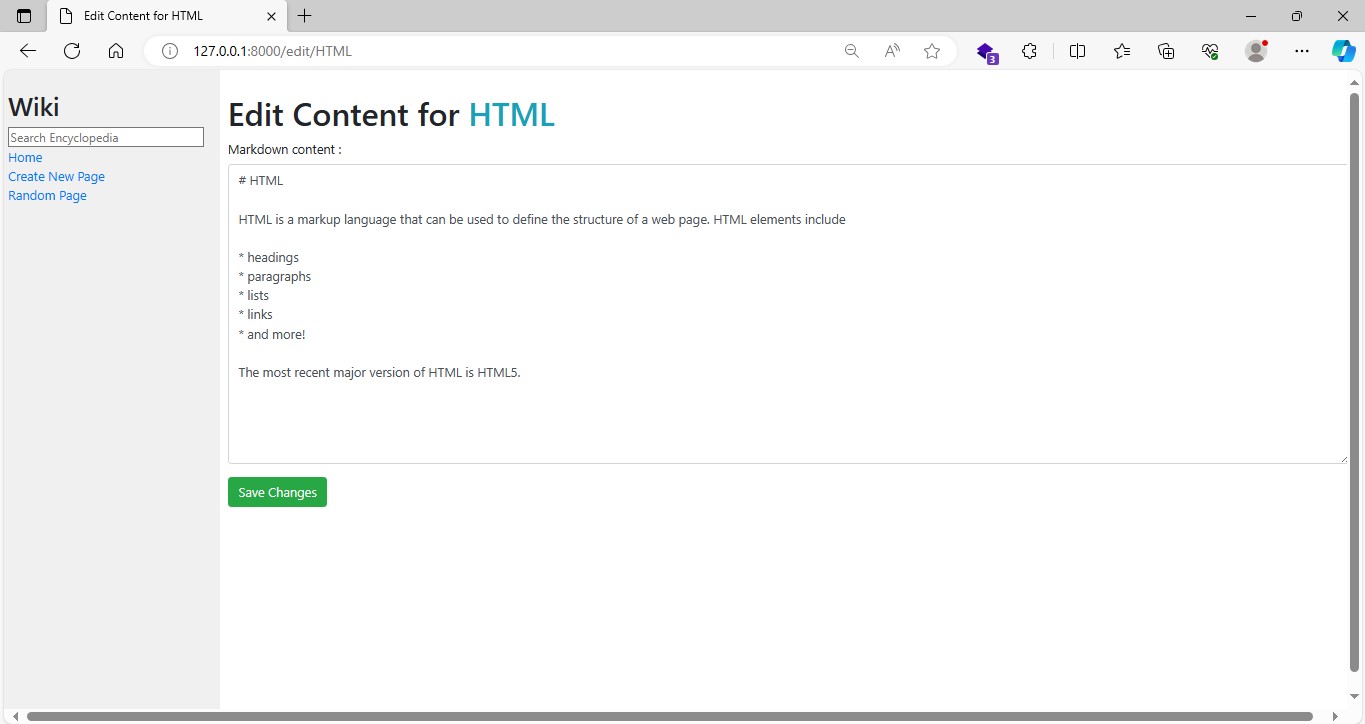 Edit Content for HTML
127.0.0.1:8000/edit/HTML
3
Wiki
Search Encyclopedia
Home
Create New Page
Random Page
Edit Content for HTML
Markdown content :
# HTML
HTML is a markup language that can be used to define the structure of a web page. HTML elements include
* headings
* paragraphs
* lists
* links
* and more!
The most recent major version of HTML is HTML5.
Save Changes